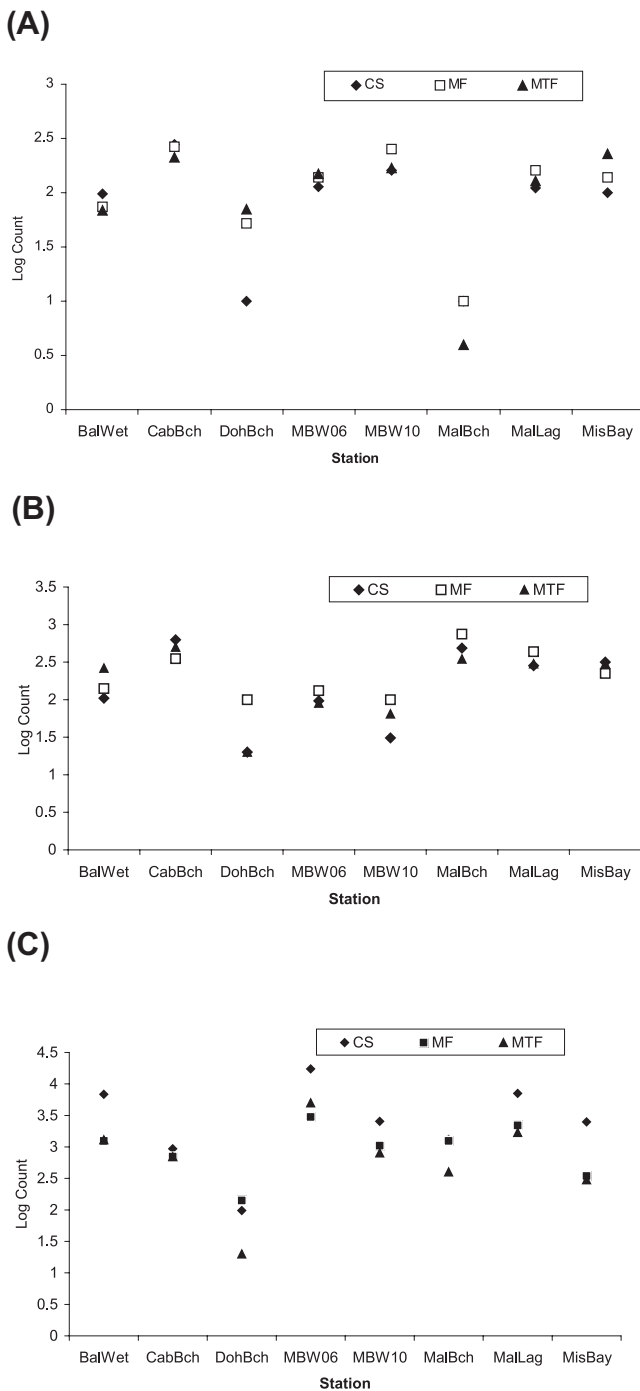 (A)
CS MF MTF
3
2.5
2
1.5
1
0.5
0
Log Count
BalWet CabBch DohBch MBW06 MBW10 MalBch MalLag MisBay
Station
(B)
CS MF MTF
3.5
3
2.5
2
1.5
1
0.5
0
Log Count
BalWet CabBch DohBch MBW06 MBW10 MalBch MalLag MisBay
Station
(C)
CS MF MTF
4.5
4
3.5
3
2.5
2
1.5
1
0.5
0
Log Count
BalWet CabBch DohBch MBW06 MBW10 MalBch MalLag MisBay
Station